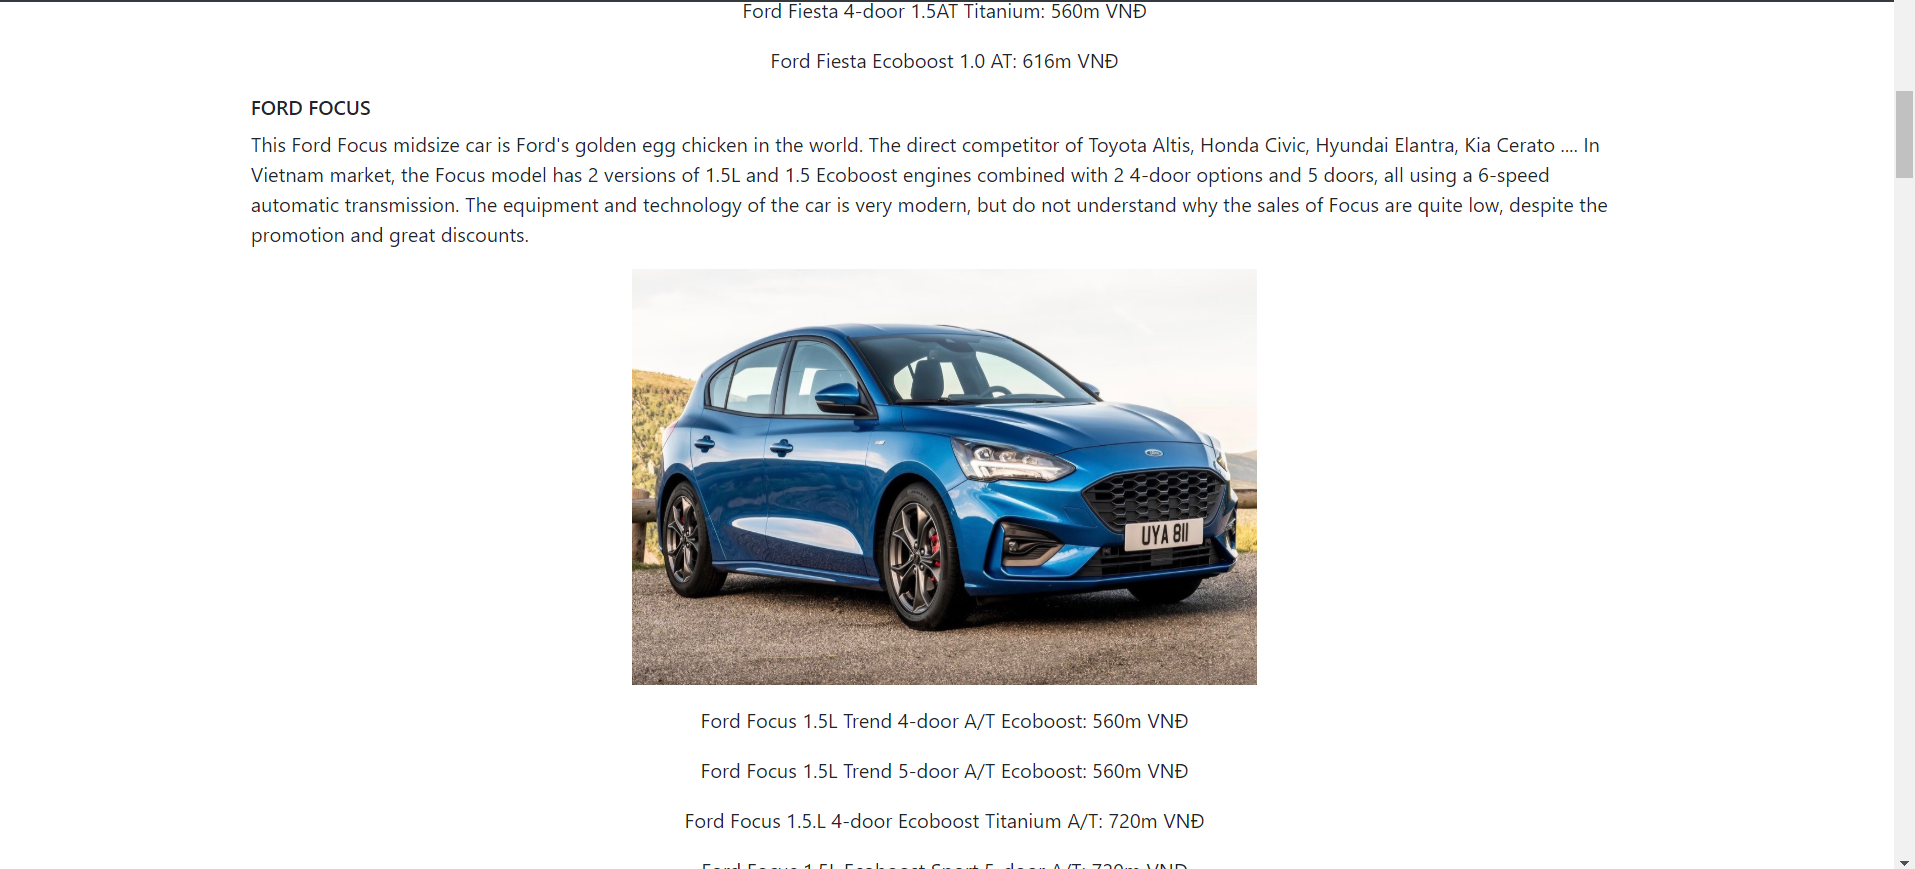 Ford Fiesta 4-door 1.5AT Titanium: 560m VNĐ
Ford Fiesta Ecoboost 1.0 AT: 616m VNĐ
FORD FOCUS
This Ford Focus midsize car is Ford's golden egg chicken in the world. The direct competitor of Toyota Altis, Honda Civic, Hyundai Elantra, Kia Cerato .... In
Vietnam market, the Focus model has 2 versions of 1.5L and 1.5 Ecoboost engines combined with 2 4-door options and 5 doors, all using a 6-speed
automatic transmission. The equipment and technology of the car is very modern, but do not understand why the sales of Focus are quite low, despite the
promotion and great discounts.
UYA 811
Ford Focus 1.5L Trend 4-door A/T Ecoboost: 560m VNĐ
Ford Focus 1.5L Trend 5-door A/T Ecoboost: 560m VNĐ
Ford Focus 1.5.L 4-door Ecoboost Titanium A/T: 720m VNĐ